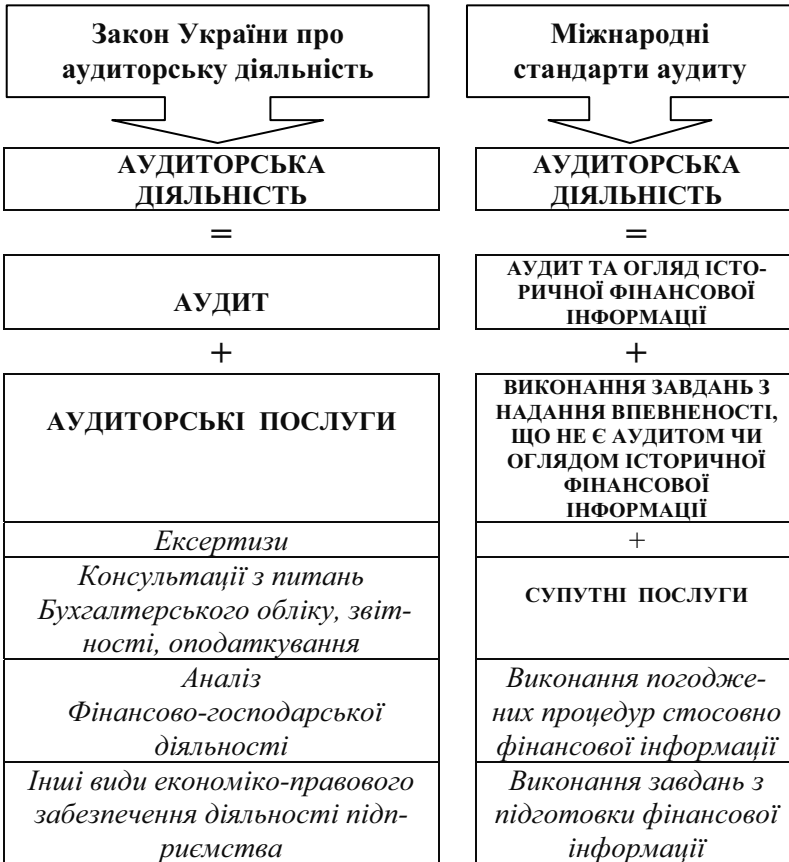 Закон України про
аудиторську діяльність
АУДИТОРСЬКА
ДІЯЛЬНІСТЬ
=
АУДИТ
+
АУДИТОРСЬКІ ПОСЛУГИ
Ексертизи
Консультації з питань
Бухгалтерського обліку, звіт-
ності, оподаткування
Аналіз
Фінансово-господарської
діяльності
Інші види економіко-правового
забезпечення діяльності підп-
риємства
Міжнародні
стандарти аудиту
АУДИТОРСЬКА
ДІЯЛЬНІСТЬ
=
АУДИТ ТА ОГЛЯД ІСТО-
РИЧНОЇ ФІНАНСОВОЇ
ІНФОРМАЦІЇ
+
ВИКОНАННЯ ЗАВДАНЬ З
НАДАННЯ ВПЕВНЕНОСТІ,
ЩО НЕ Є АУДИТОМ ЧИ
ОГЛЯДОМ ІСТОРИЧНОЇ
ФІНАНСОВОЇ
ІНФОРМАЦІЇ
+
СУПУТНІ ПОСЛУГИ
Виконання погодже-
них процедур стосовно
фінансової інформації
Виконання завдань з
підготовки фінансової
інформації